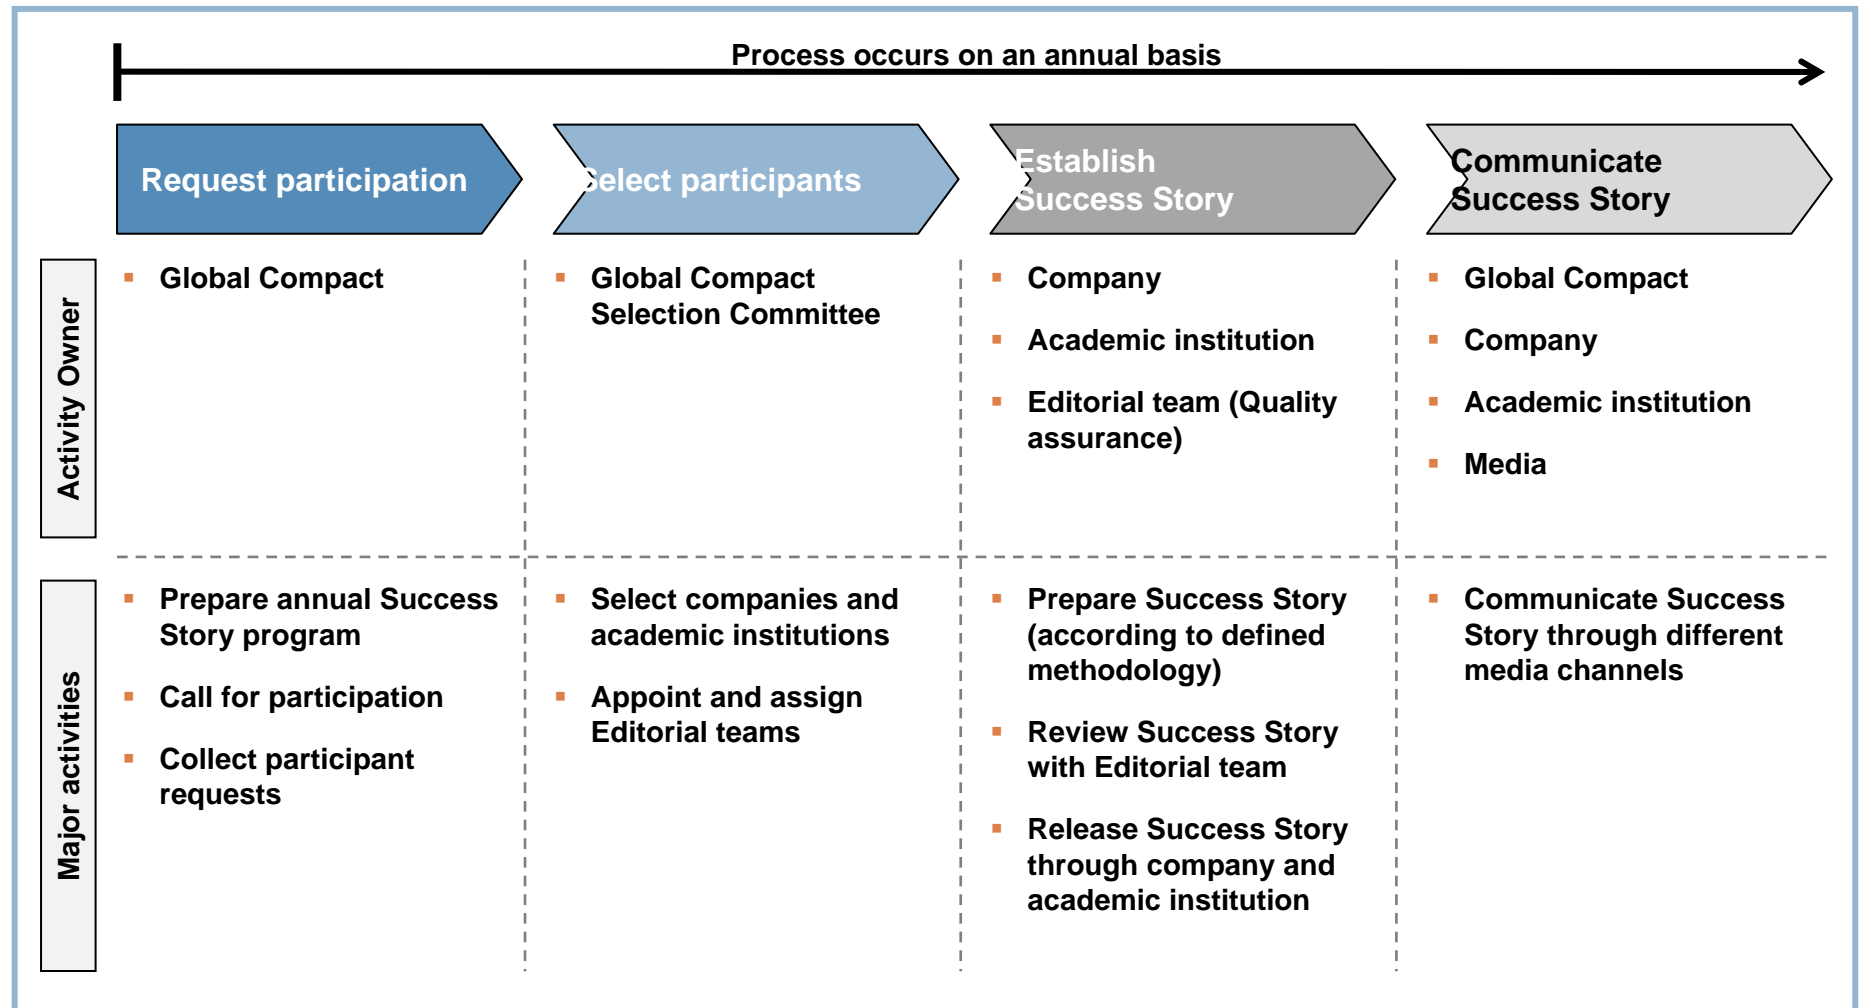 Process occurs on an annual basis
Request participation
Select participants
Establish
Success Story
Communicate
Success Story
Activity Owner
Global Compact
Global Compact
Selection Committee
Company
Academic institution
Editorial team (Quality
assurance)
Global Compact
Company
Academic institution
Media
Major activities
Prepare annual Success
Story program
Call for participation
Collect participant
requests
Select companies and
academic institutions
Appoint and assign
Editorial teams
Prepare Success Story
(according to defined
methodology)
Review Success Story
with Editorial team
Release Success Story
through company and
academic institution
Communicate Success
Story through different
media channels